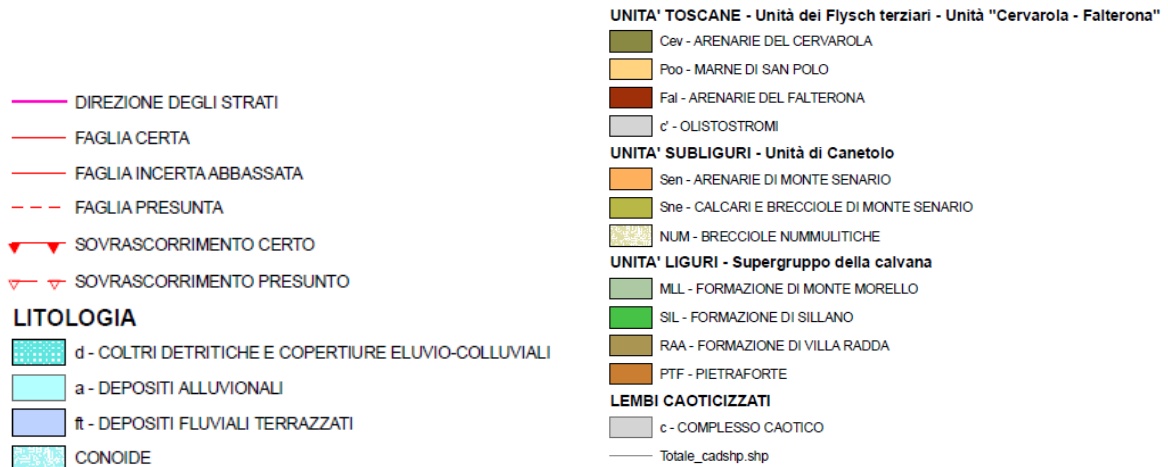 DIREZIONE DEGLI STRATI
FAGLIA CERTA
FAGLIA INCERTA ABBASSATA
FAGLIA PRESUNTA
SOVRASCORRIMENTO CERTO
SOVRASCORRIMENTO PRESUNTO
LITOLOGIA
d - COLTRI DETRITICHE E COPERTIURE ELUVIO-COLLUVIALI
a - DEPOSITI ALLUVIONALI
ft - DEPOSITI FLUVIALI TERRAZZATI
CONOIDE
UNITA' TOSCANE - Unità dei Flysch terziari - Unità "Cervarola - Falterona"
Cev - ARENARIE DEL CERVAROLA
Poo - MARNE DI SAN POLO
Fal - ARENARIE DEL FALTERONA
c' - OLISTOSTROMI
UNITA' SUBLIGURI - Unità di Canetolo
Sen - ARENARIE DI MONTE SENARIO
Sne - CALCARI E BRECCIOLE DI MONTE SENARIO
NUM - BRECCIOLE NUMMULITICHE
UNITA' LIGURI - Supergruppo della calvana
MLL - FORMAZIONE DI MONTE MORELLO
SIL - FORMAZIONE DI SILLANO
RAA - FORMAZIONE DI VILLA RADDA
PTF - PIETRAFORTE
LEMBI CAOTICIZZATI
c - COMPLESSO CAOTICO
Totale_cadshp.shp